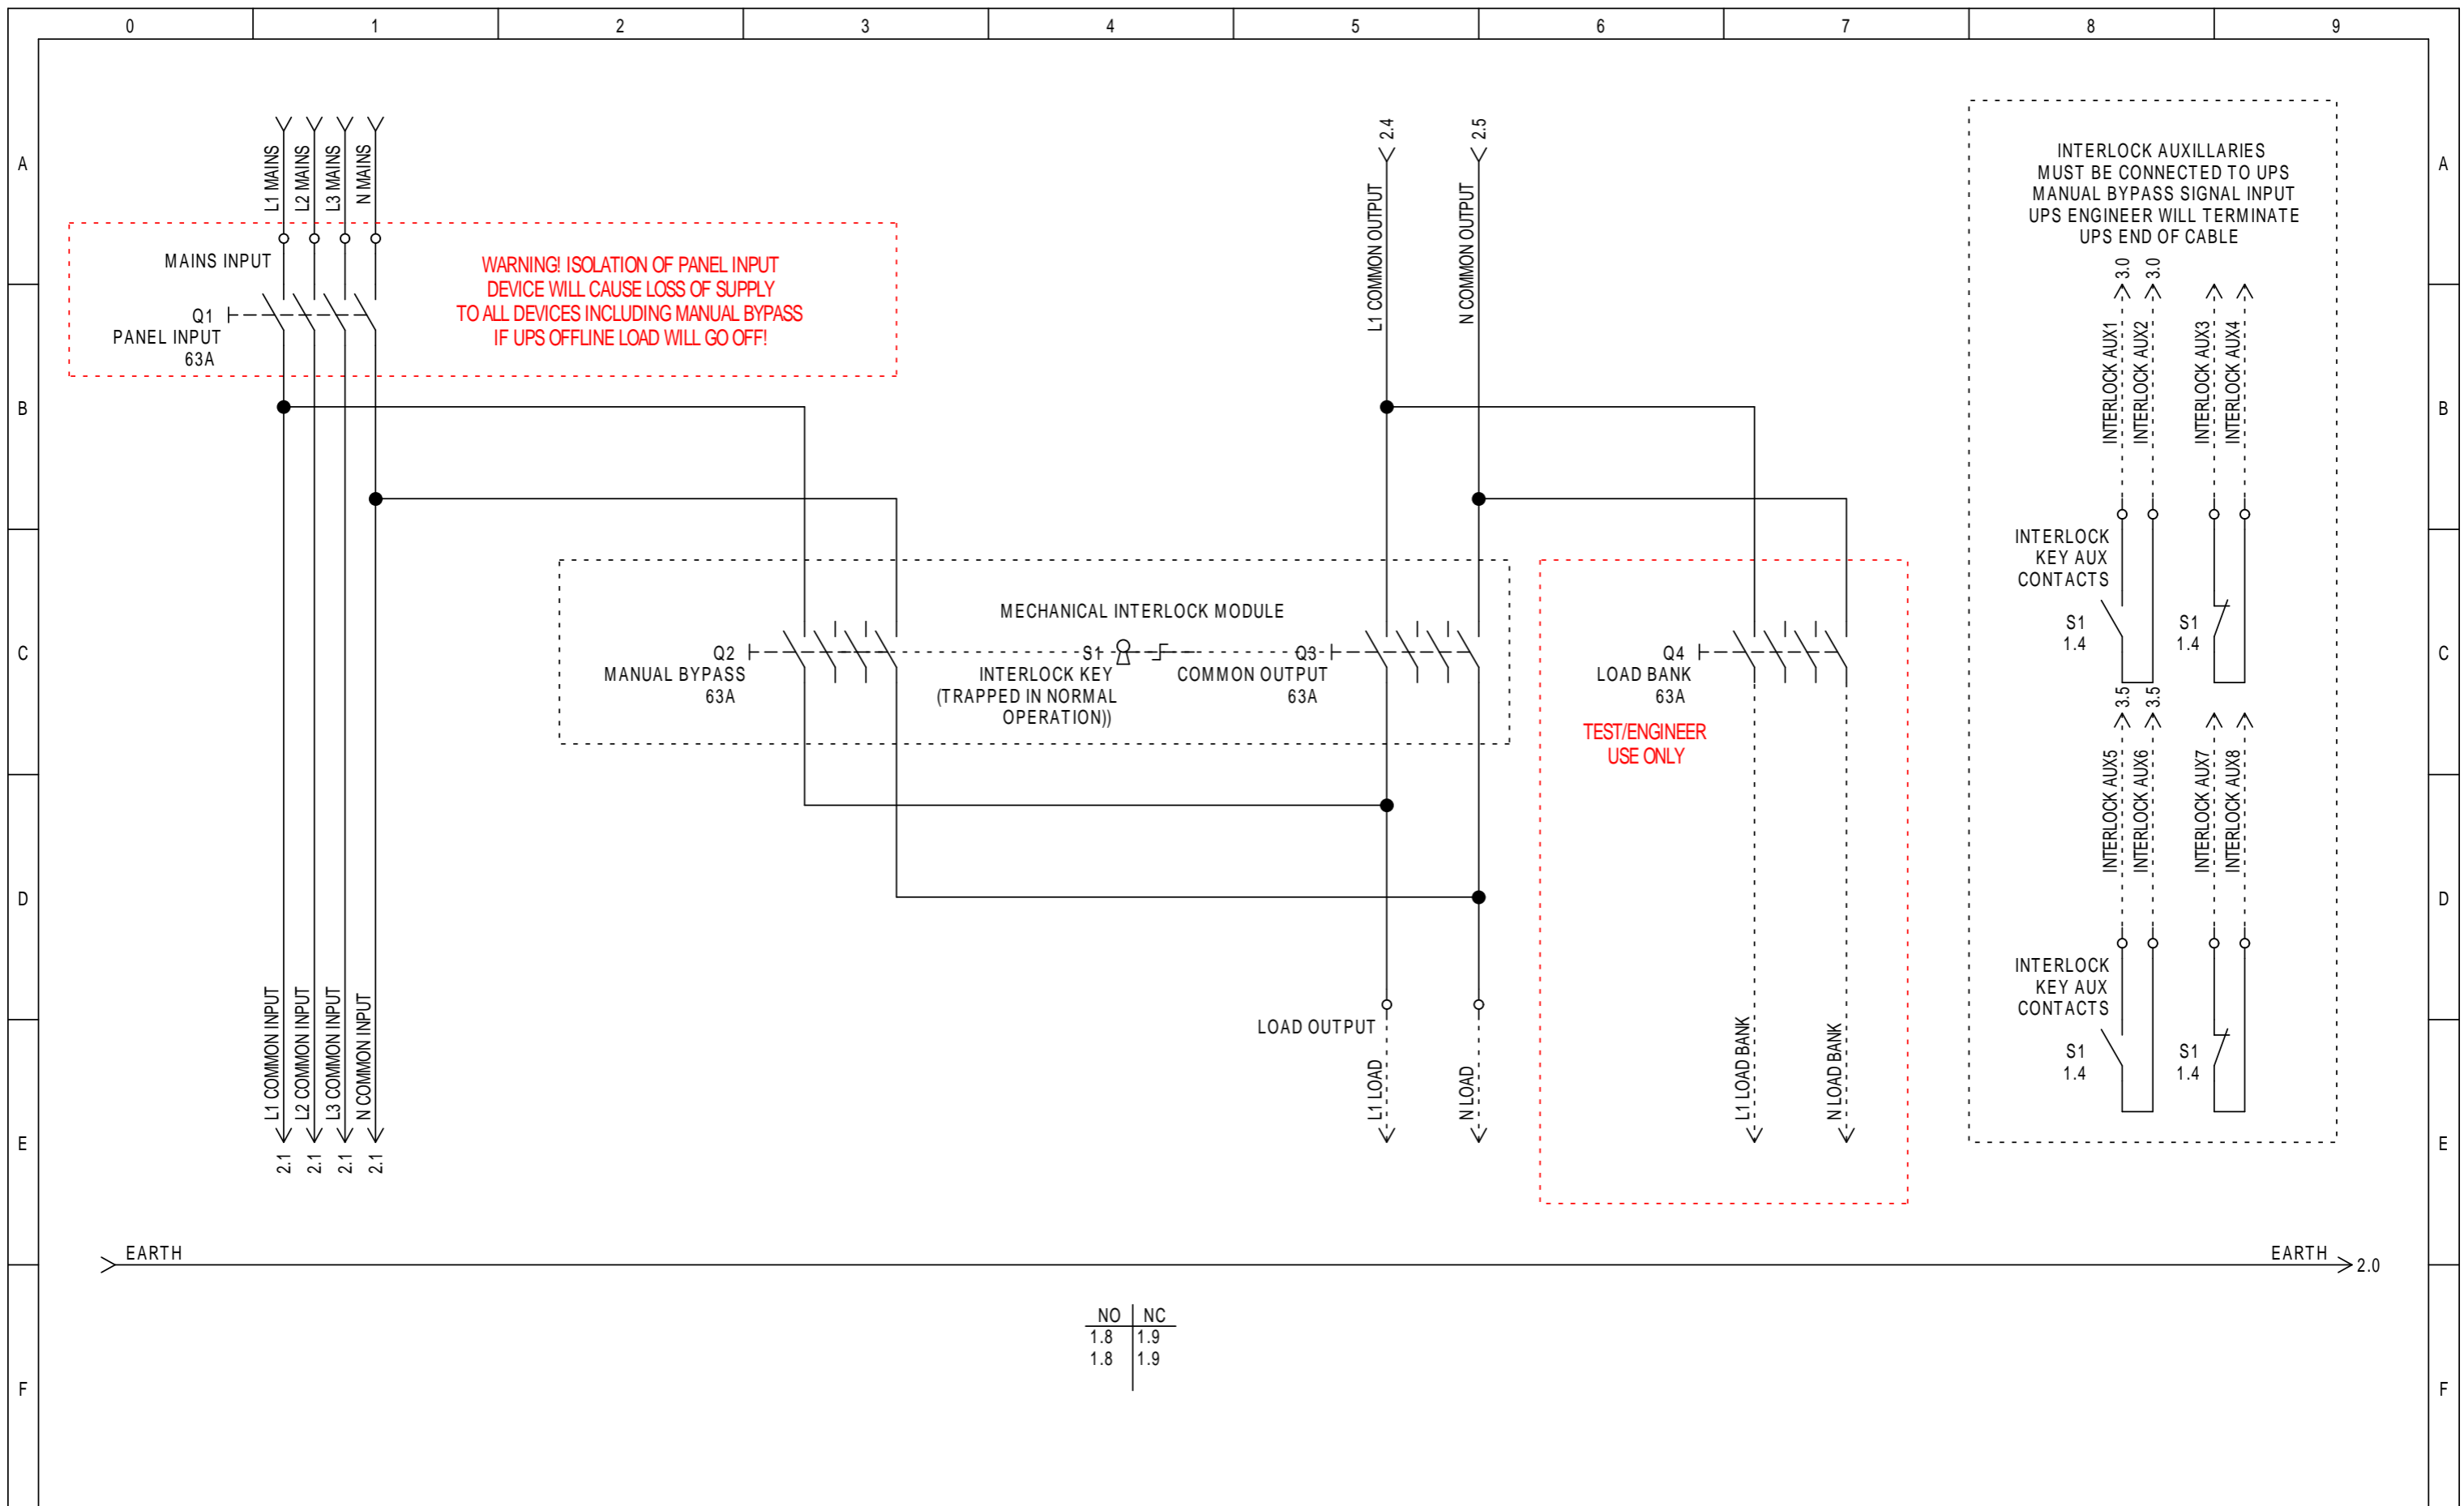 0 1 2 3 4 5 6 7 8 9
A
B
C
D
E
F
A
B
C
D
E
F
L1 MAINS
L2 MAINS
L3 MAINS
N MAINS
MAINS INPUT
Q1
PANEL INPUT
63A
WARNING! ISOLATION OF PANEL INPUT
DEVICE WILL CAUSE LOSS OF SUPPLY
TO ALL DEVICES INCLUDING MANUAL BYPASS
IF UPS OFFLINE LOAD WILL GO OFF!
2.4
2.5
L1 COMMON OUTPUT
N COMMON OUTPUT
INTERLOCK AUXILLARIES
MUST BE CONNECTED TO UPS
MANUAL BYPASS SIGNAL INPUT
UPS ENGINEER WILL TERMINATE
UPS END OF CABLE
3.0
3.0
INTERLOCK AUX1
INTERLOCK AUX2
INTERLOCK AUX3
INTERLOCK AUX4
INTERLOCK
KEY AUX
CONTACTS
S1
1.4
S1
1.4
MECHANICAL INTERLOCK MODULE
Q2
MANUAL BYPASS
63A
S1
INTERLOCK KEY
(TRAPPED IN NORMAL
OPERATION))
Q3
COMMON OUTPUT
63A
Q4
LOAD BANK
63A
TEST/ENGINEER
USE ONLY
3.5
3.5
INTERLOCK AUX5
INTERLOCK AUX6
INTERLOCK AUX7
INTERLOCK AUX8
INTERLOCK
KEY AUX
CONTACTS
S1
1.4
S1
1.4
L1 COMMON INPUT
L2 COMMON INPUT
L3 COMMON INPUT
N COMMON INPUT
2.1
2.1
2.1
2.1
LOAD OUTPUT
L1 LOAD
N LOAD
L1 LOAD BANK
N LOAD BANK
EARTH
EARTH
2.0
NO NC
1.8 1.9
1.8 1.9